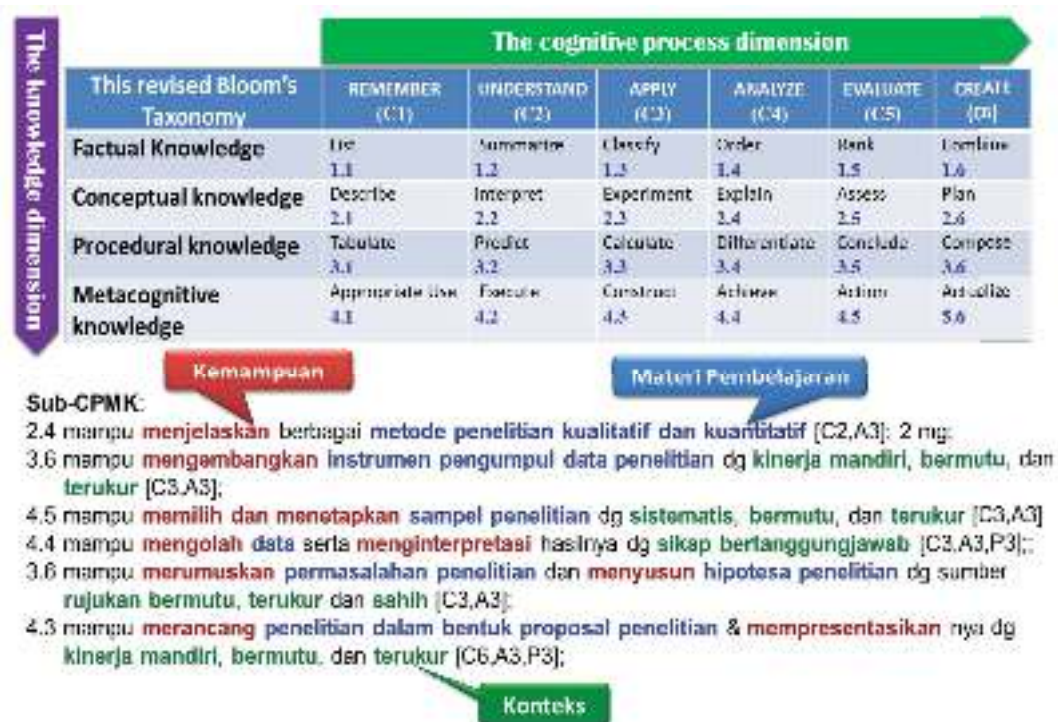 The cognitive process dimension
The knowledge dimension
This revised Bloom's Taxonomy REMEMBER (C1) UNDERSTAND (C2) APPLY (C3) ANALYZE (C4) EVALUATE (C5) CREATE
Factual Knowledge List Summarize Classify Order Rank Combine
1.1 1.2 1.3 1.4 1.5 1.6
Conceptual knowledge Describe Interpret Experiment Explain Assess Plan
2.1 2.2 2.3 2.4 2.5 2.6
Procedural knowledge Tabulate Predict Calculate Differentiate Conclude Compose
3.1 3.2 3.3 3.4 3.5 3.6
Metacognitive knowledge Appropriate Use Execute Construct Achieve Action Actualize
4.1 4.2 4.3 4.4 4.5 5.6
Kemampuan
Materi Pembelajaran
Sub-CPMK:
2.4 mampu menjelaskan berbagai metode penelitian kualitatif dan kuantitatif [C2,A3]: 2 mg;
3.6 mampu mengembangkan instrumen pengumpul data penelitian dg kinerja mandiri, bermutu, dan
terukur [C3,A3];
4.5 mampu memilih dan menetapkan sampel penelitian dg sistematis, bermutu, dan terukur [C3,A3]
4.4 mampu mengolah data serta menginterpretasi hasilnya dg sikap bertanggungjawab [C3,A3,P3];;
3.6 mampu merumuskan permasalahan penelitian dan menyusun hipotesa penelitian dg sumber
rujukan bermutu, terukur dan sahih [C3,A3];
4.3 mampu merancang penelitian dalam bentuk proposal penelitian & mempresentasikan nya dg
kinerja mandiri, bermutu, dan terukur [C6,A3,P3];
Konteks